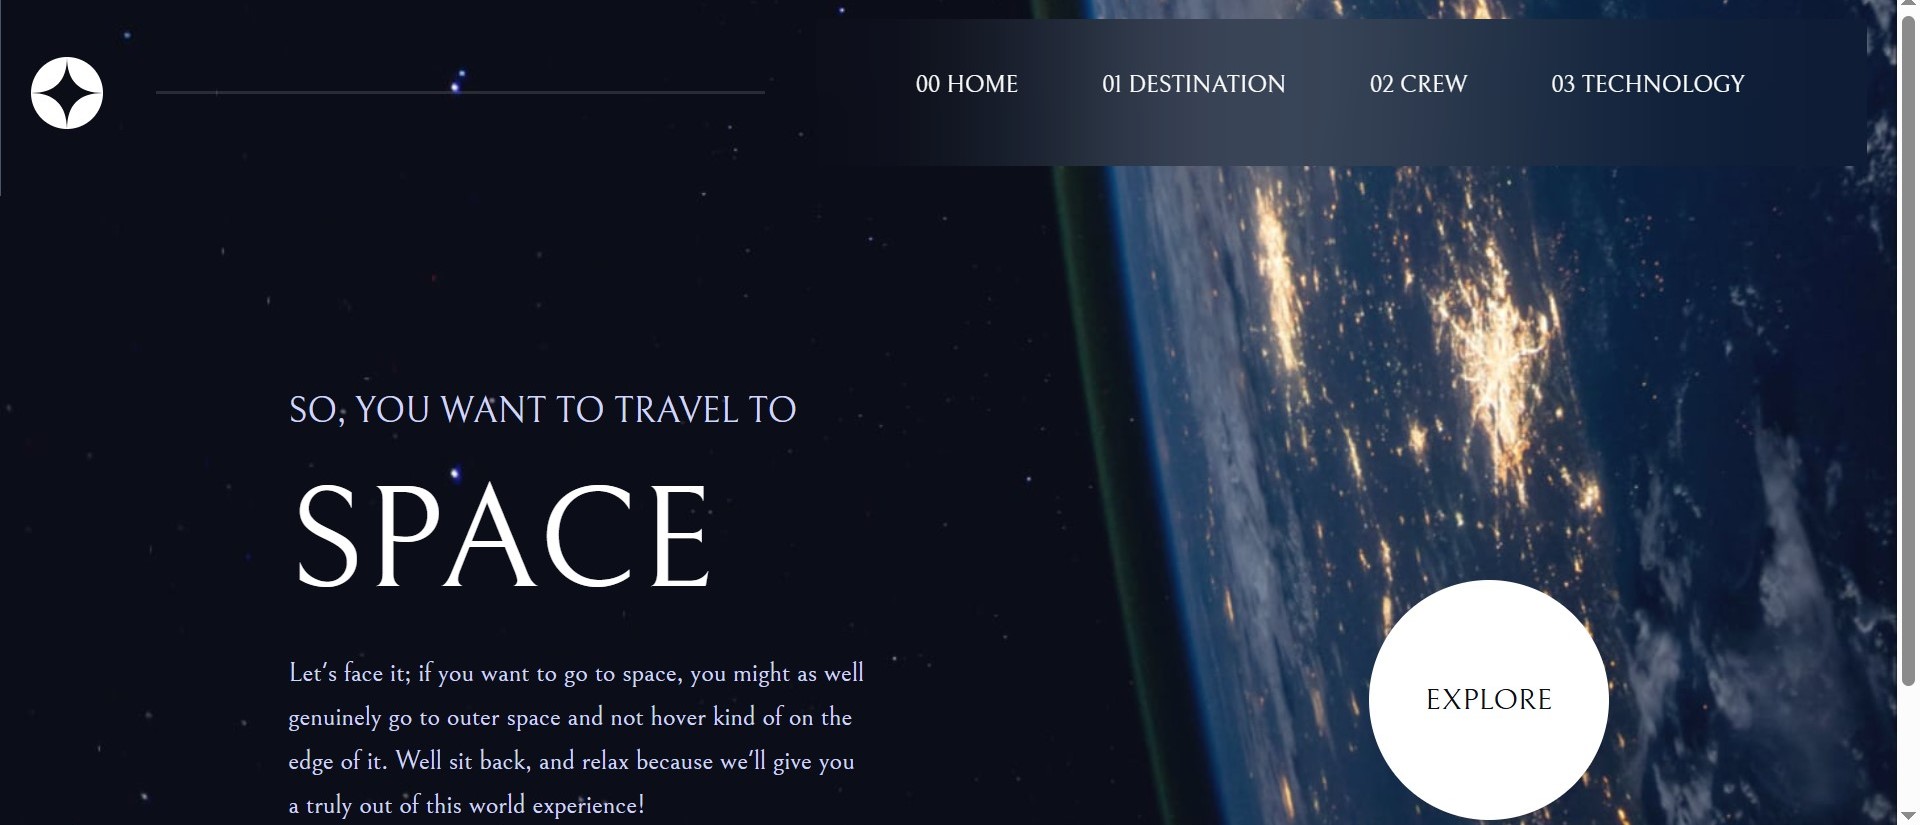 00 HOME 01 DESTINATION 02 CREW 03 TECHNOLOGY
SO, YOU WANT TO TRAVEL TO
SPACE
Let's face it; if you want to go to space, you might as well
genuinely go to outer space and not hover kind of on the
edge of it. Well sit back, and relax because we'll give you
a truly out of this world experience!
EXPLORE